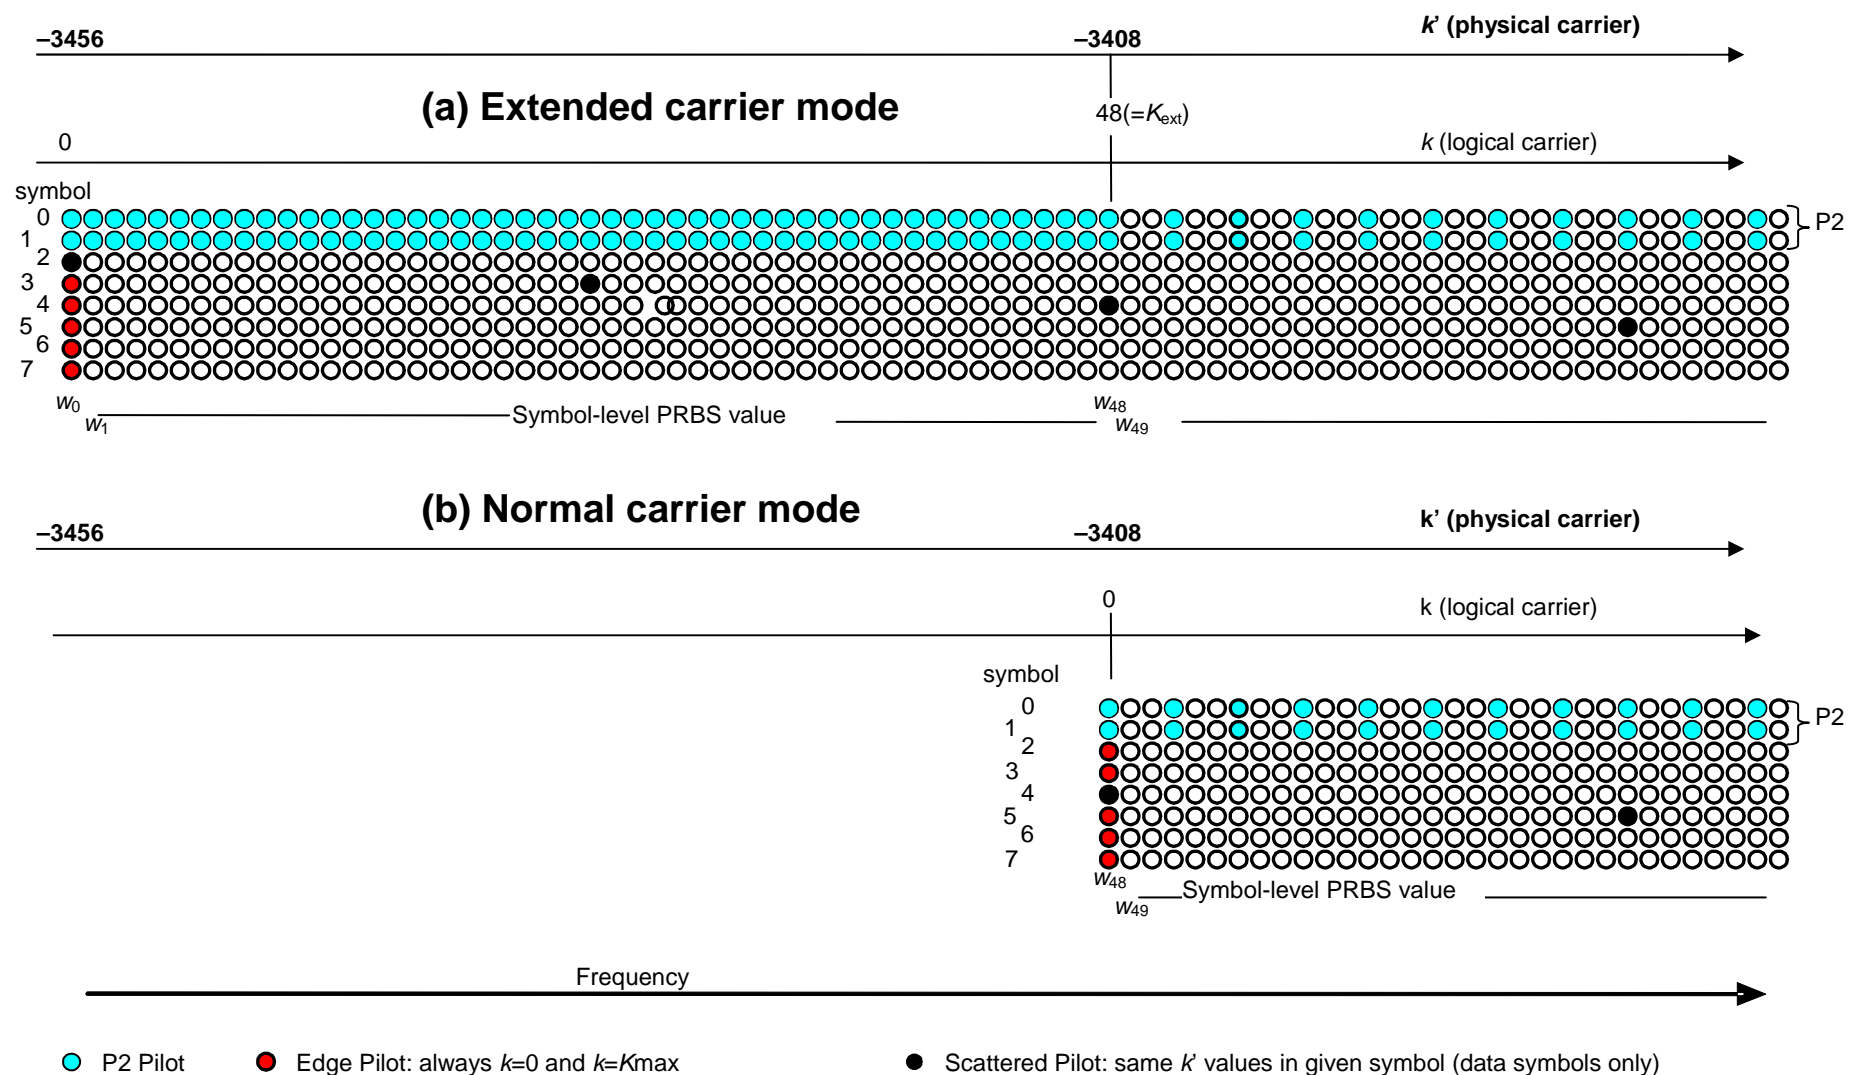 k' (physical carrier)
–3456
–3408
(a) Extended carrier mode
48(=Kext)
0
k (logical carrier)
symbol
0
P2
1
2
3
4
5
6
7
w0
w1
Symbol-level PRBS value
w48
w49
(b) Normal carrier mode
k' (physical carrier)
–3456
–3408
0
k (logical carrier)
symbol
0
P2
1
2
3
4
5
6
7
w48
w49
Symbol-level PRBS value
Frequency
P2 Pilot
Edge Pilot: always k=0 and k=Kmax
Scattered Pilot: same k' values in given symbol (data symbols only)